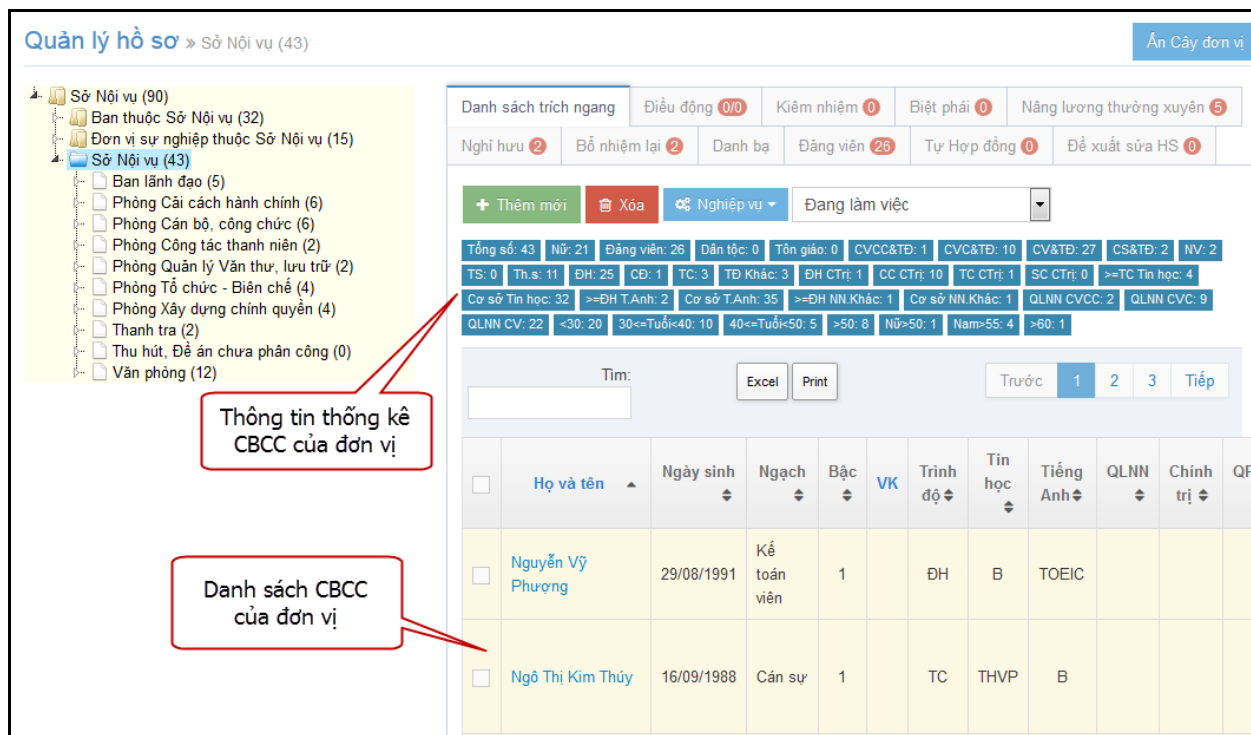 Quản lý hồ sơ » Sở Nội vụ (43)
Ẩn Cây đơn vị
Sở Nội vụ (90)
Ban thuộc Sở Nội vụ (32)
Đơn vị sự nghiệp thuộc Sở Nội vụ (15)
Sở Nội vụ (43)
Ban lãnh đạo (5)
Phòng Cải cách hành chính (6)
Phòng Cán bộ, công chức (6)
Phòng Công tác thanh niên (2)
Phòng Quản lý Văn thư, lưu trữ (2)
Phòng Tổ chức - Biên chế (4)
Phòng Xây dựng chính quyền (4)
Thanh tra (2)
Thu hút, Đề án chưa phân công (0)
Văn phòng (12)
Danh sách trích ngang Điều động 0/0 Kiêm nhiệm 0 Biệt phái 0 Nâng lương thường xuyên 5
Nghỉ hưu 2 Bổ nhiệm lại 2 Danh bạ Đảng viên 26 Tự Hợp đồng 0 Đề xuất sửa HS 0
Thêm mới Xóa Nghiệp vụ Đang làm việc
Tổng số: 43 Nữ: 21 Đảng viên: 26 Dân tộc: 0 Tôn giáo: 0 CVCC&TĐ: 1 CVC&TĐ: 10 CV&TĐ: 27 CS&TĐ: 2 NV: 2
TS: 0 Th.s: 11 ĐH: 25 CĐ: 1 TC: 3 TĐ Khác: 3 ĐH CTrị: 1 CC CTrị: 10 TC CTrị: 1 SC CTrị: 0 >=TC Tin học: 4
Cơ sở Tin học: 32 >=ĐH T.Anh: 2 Cơ sở T.Anh: 35 >=ĐH NN.Khác: 1 Cơ sở NN.Khác: 1 QLNN CVCC: 2 QLNN CVC: 9
QLNN CV: 22 <30: 20 30<=Tuổi<40: 10 40<=Tuổi<50: 5 >50: 8 Nữ>50: 1 Nam>55: 4 >60: 1
Tìm:
Excel Print
Trước 1 2 3 Tiếp
Thông tin thống kê
CBCC của đơn vị
Họ và tên Ngày sinh Ngạch Bậc VK Trình độ Tin học Tiếng Anh QLNN Chính trị QP
Nguyễn Vỹ Phượng 29/08/1991 Kế toán viên 1 ĐH B TOEIC
Danh sách CBCC
của đơn vị
Ngô Thị Kim Thúy 16/09/1988 Cán sự 1 TC THVP B